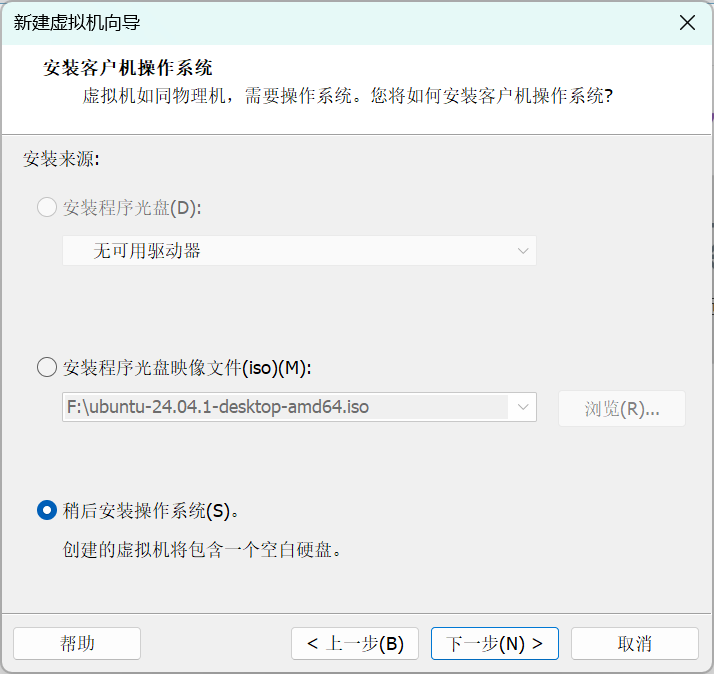 新建虚拟机向导
安装客户机操作系统
虚拟机如同物理机，需要操作系统。您将如何安装客户机操作系统?
安装来源:
安装程序光盘(D):
无可用驱动器
安装程序光盘映像文件(iso)(M):
F:\ubuntu-24.04.1-desktop-amd64.iso
浏览(R)...
稍后安装操作系统(S)。
创建的虚拟机将包含一个空白硬盘。
帮助
< 上一步(B)
下一步(N) >
取消